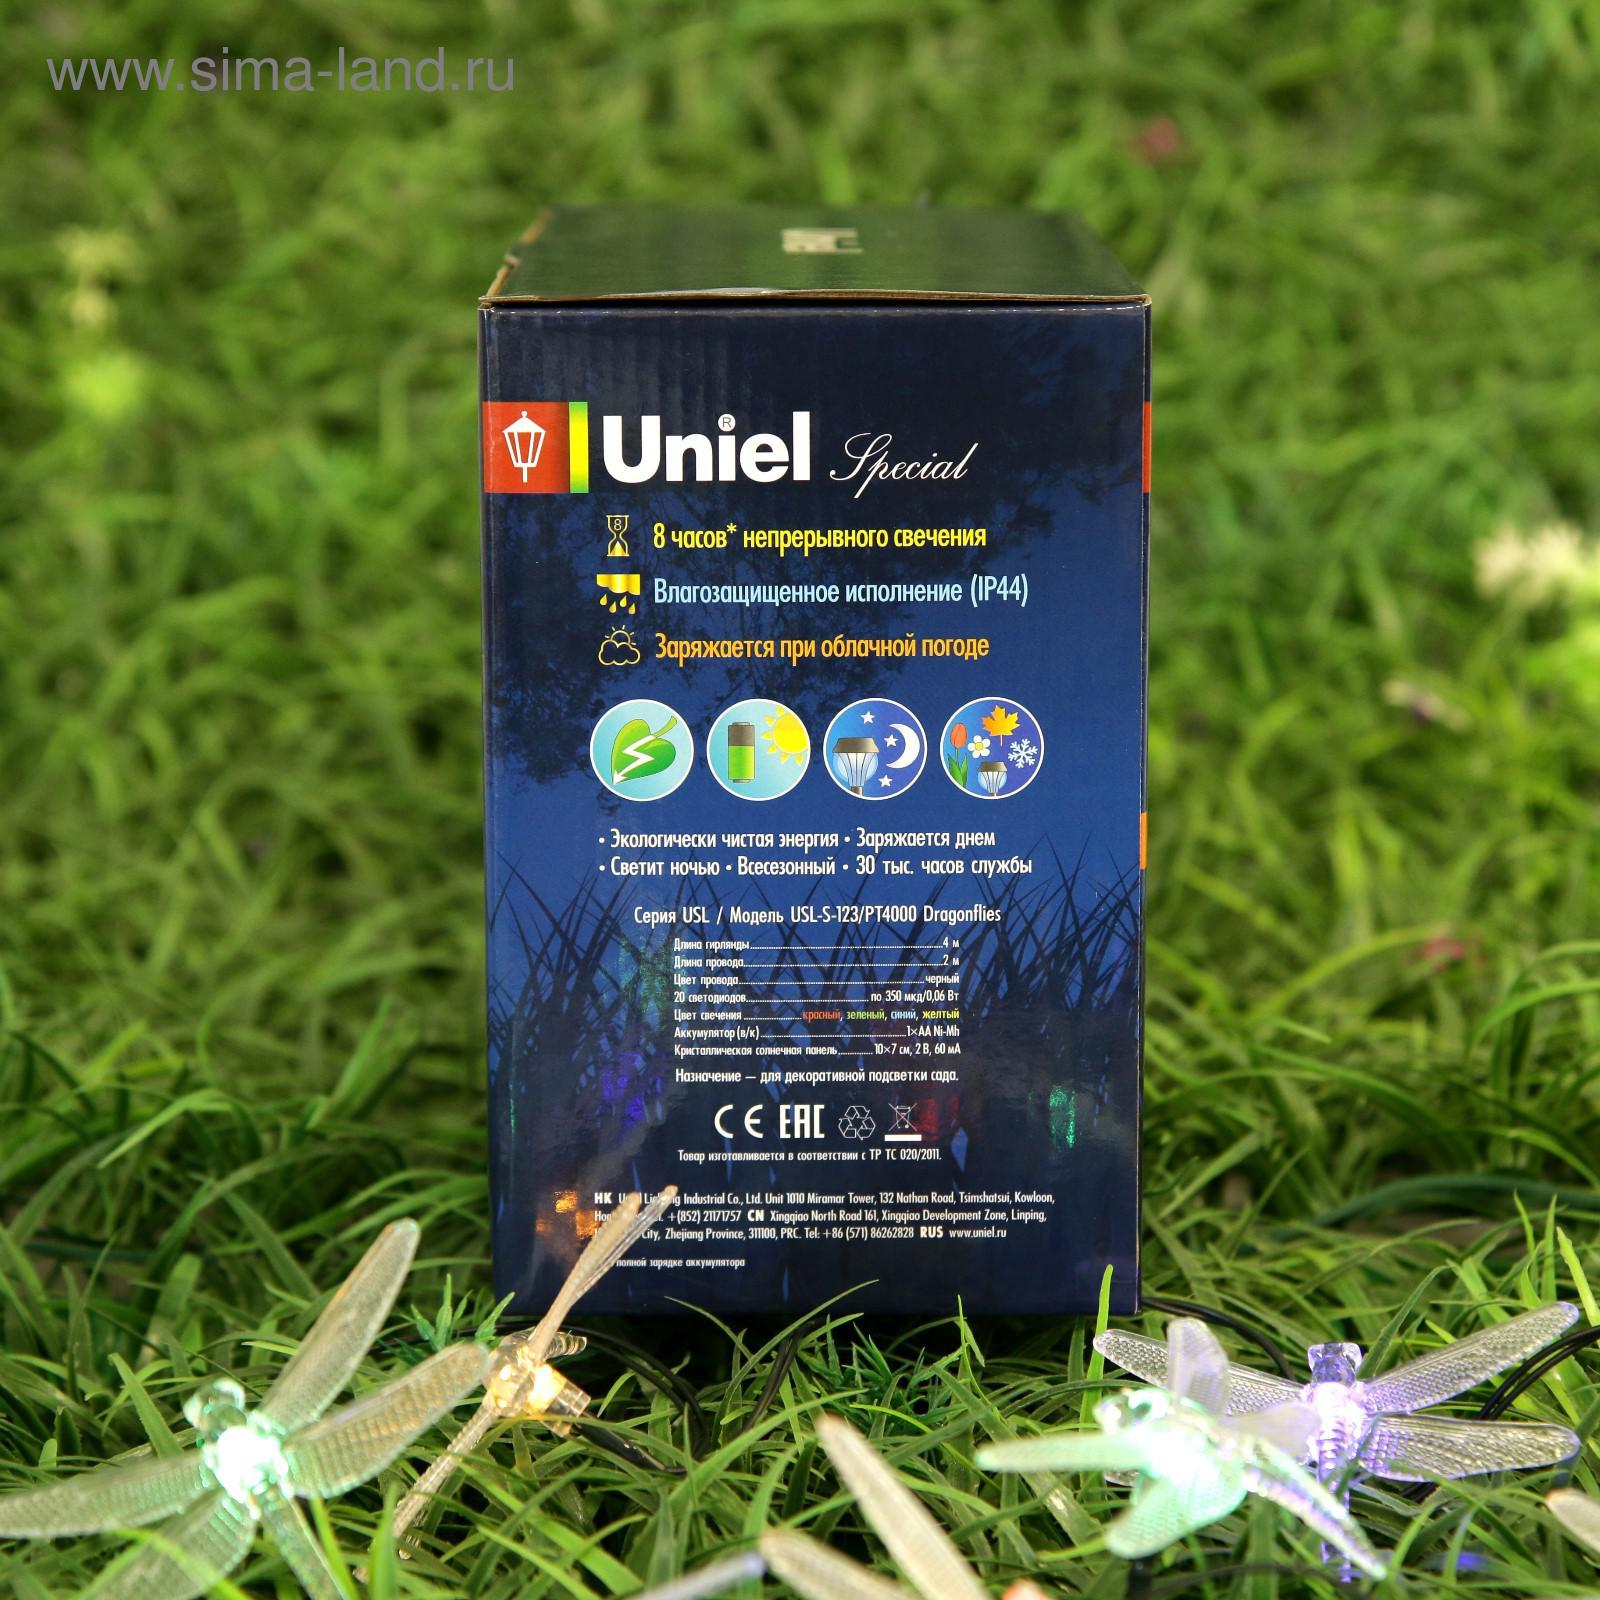 www.sima-land.ru
Uniel® Special
8
8 часов* непрерывного свечения
Влагозащищенное исполнение (IP44)
Заряжается при облачной погоде
• Экологически чистая энергия • Заряжается днем
• Светит ночью • Всесезонный • 30 тыс. часов службы
Серия USL / Модель USL-S-123/PT4000 Dragonflies
Длина гирлянды 4 м
Длина провода 2 м
Цвет провода черный
20 светодиодов по 350 мкд/0,06 Вт
Цвет свечения красный, зеленый, синий, желтый
Аккумулятор (в/к) 1×AA Ni-Mh
Кристаллическая солнечная панель 10×7 см, 2 В, 60 мА
Назначение — для декоративной подсветки сада.
CE EAC
Товар изготавливается в соответствии с ТР ТС 020/2011.
HK Industrial Co., Ltd. Unit 1010 Miramar Tower, 132 Nathan Road, Tsimshatsui, Kowloon,
+(852) 21171757 CN Xingqiao North Road 161, Xingqiao Development Zone, Linping,
City, Zhejiang Province, 311100, PRC. Tel: +86 (571) 86262828 RUS www.uniel.ru
полной зарядке аккумулятора